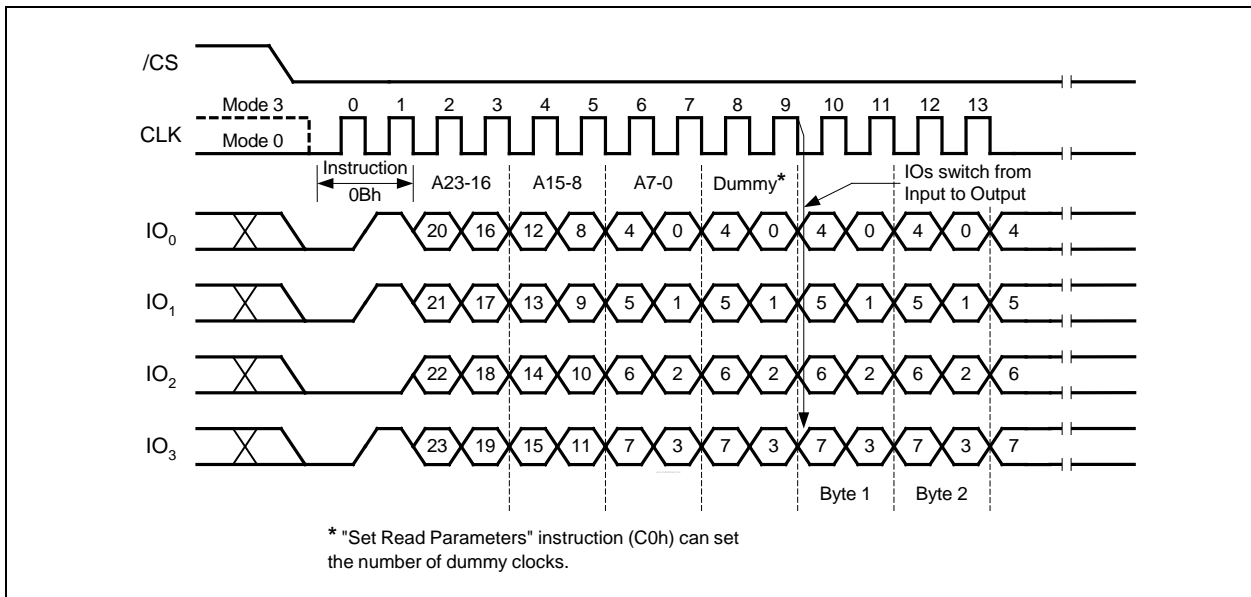 /CS
Mode 3 0 1 2 3 4 5 6 7 8 9 10 11 12 13
CLK
Mode 0
Instruction
0Bh
A23-16 A15-8 A7-0 Dummy*
IOs switch from
Input to Output
IO0 20 16 12 8 4 0 4 0 4 0 4 0 4
IO1 21 17 13 9 5 1 5 1 5 1 5 1 5
IO2 22 18 14 10 6 2 6 2 6 2 6 2 6
IO3 23 19 15 11 7 3 7 3 7 3 7 3 7
Byte 1 Byte 2
* "Set Read Parameters" instruction (C0h) can set
the number of dummy clocks.